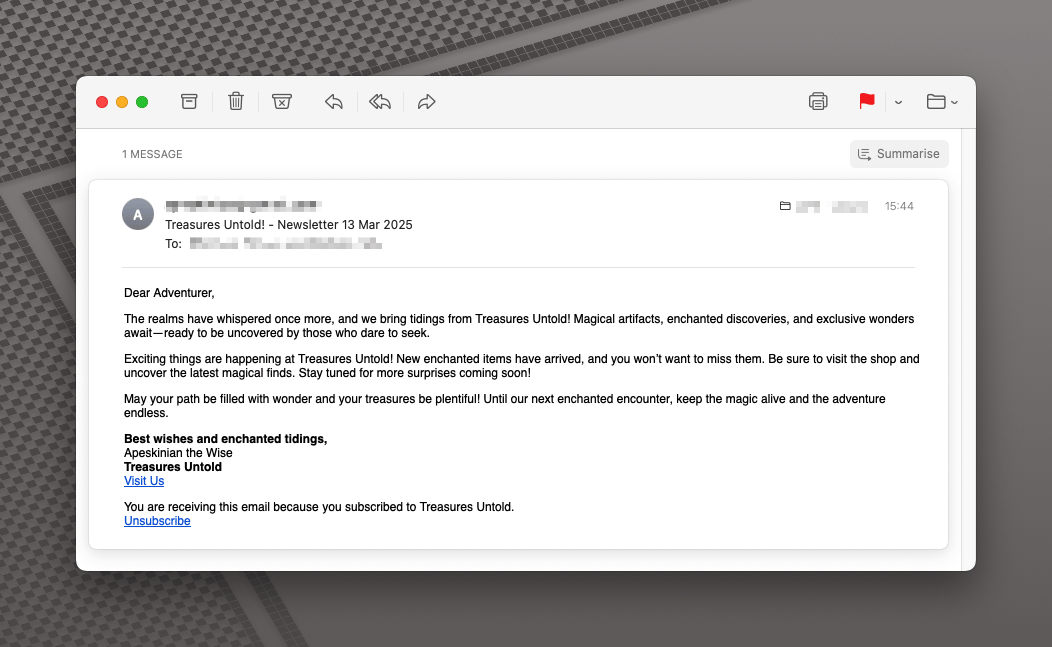 1 MESSAGE
Summarise
A
15:44
Treasures Untold! - Newsletter 13 Mar 2025
To:
Dear Adventurer,
The realms have whispered once more, and we bring tidings from Treasures Untold! Magical artifacts, enchanted discoveries, and exclusive wonders
await—ready to be uncovered by those who dare to seek.
Exciting things are happening at Treasures Untold! New enchanted items have arrived, and you won’t want to miss them. Be sure to visit the shop and
uncover the latest magical finds. Stay tuned for more surprises coming soon!
May your path be filled with wonder and your treasures be plentiful! Until our next enchanted encounter, keep the magic alive and the adventure
endless.
Best wishes and enchanted tidings,
Apeskinian the Wise
Treasures Untold
Visit Us
You are receiving this email because you subscribed to Treasures Untold.
Unsubscribe